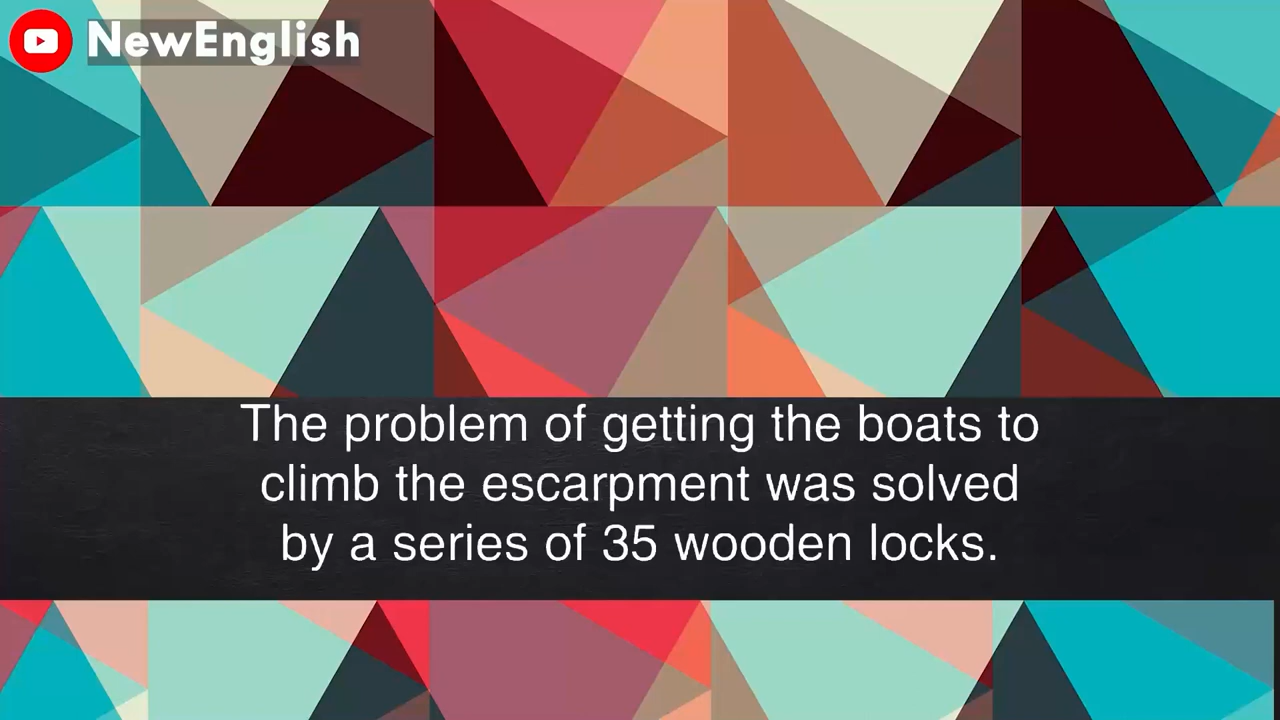 NewEnglish
The problem of getting the boats to
climb the escarpment was solved
by a series of 35 wooden locks.